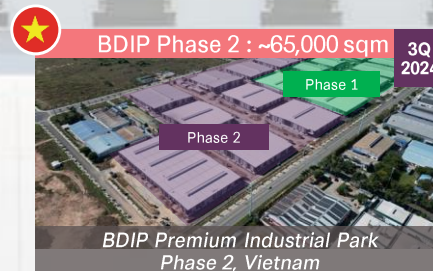 BDIP Phase 2 : ~65,000 sqm
3Q
2024
Phase 1
Phase 2
BDIP Premium Industrial Park
Phase 2, Vietnam